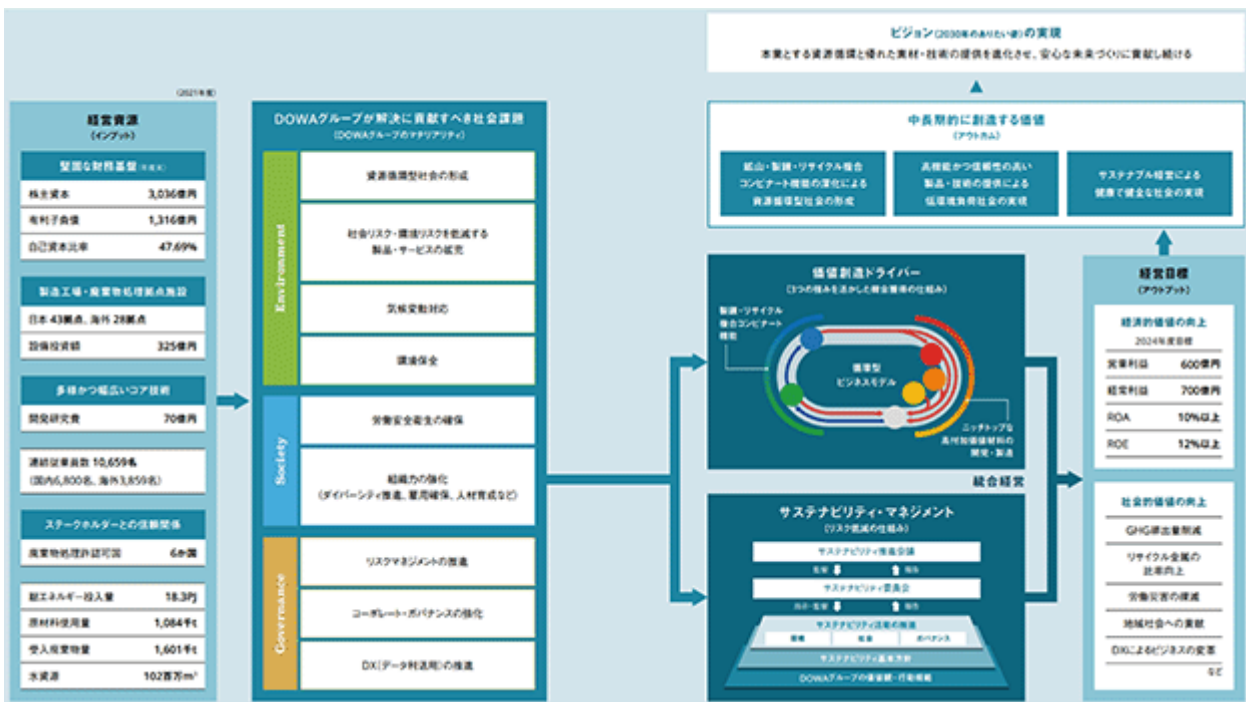 ビジョン(2030年のありたい姿)の実現
本業とする資源循環と優れた素材・技術の提供を進化させ、安心な未来づくりに貢献し続ける
(2021年度)
経営資源
(インプット)
堅固な財務基盤(年度末)
株主資本 3,036億円
有利子負債 1,316億円
自己資本比率 47.69%
製造工場・廃棄物処理拠点施設
日本 43拠点、海外 28拠点
設備投資額 325億円
多様かつ幅広いコア技術
開発研究費 70億円
連結従業員数 10,659名
(国内6,800名、海外3,859名)
ステークホルダーとの信頼関係
廃棄物処理許認可国 6か国
総エネルギー投入量 18.3PJ
原材料使用量 1,084千t
受入廃棄物量 1,601千t
水資源 102百万m³
DOWAグループが解決に貢献すべき社会課題
(DOWAグループのマテリアリティ)
Environment
資源循環型社会の形成
社会リスク・環境リスクを低減する
製品・サービスの拡充
気候変動対応
環境保全
Society
労働安全衛生の確保
組織力の強化
(ダイバーシティ推進、雇用確保、人材育成など)
Governance
リスクマネジメントの推進
コーポレート・ガバナンスの強化
DX(データ利活用)の推進
中長期的に創造する価値
(アウトカム)
鉱山・製錬・リサイクル複合
コンビナート機能の深化による
資源循環型社会の形成
高機能かつ信頼性の高い
製品・技術の提供による
低環境負荷社会の実現
サステナブル経営による
健康で健全な社会の実現
価値創造ドライバー
(3つの強みを活かした機会獲得の仕組み)
製錬・リサイクル
複合コンビナート
機能
循環型
ビジネスモデル
ニッチトップな
高付加価値材料の
開発・製造
統合経営
サステナビリティ・マネジメント
(リスク低減の仕組み)
サステナビリティ推進会議
監督 報告
サステナビリティ委員会
指示・監督 報告
サステナビリティ活動の推進
環境 社会 ガバナンス
サステナビリティ基本方針
DOWAグループの価値観・行動規範
経営目標
(アウトプット)
経済的価値の向上
2024年度目標
営業利益 600億円
経常利益 700億円
ROA 10%以上
ROE 12%以上
社会的価値の向上
GHG排出量削減
リサイクル金属の
比率向上
労働災害の撲滅
地域社会への貢献
DXによるビジネスの変革
など